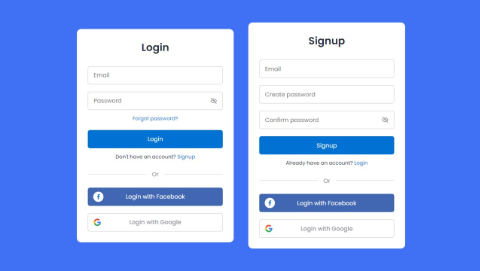 Login
Email
Password
Forgot password?
Login
Don't have an account? Signup
Or
Login with Facebook
Login with Google
Signup
Email
Create password
Confirm password
Signup
Already have an account? Login
Or
Login with Facebook
Login with Google